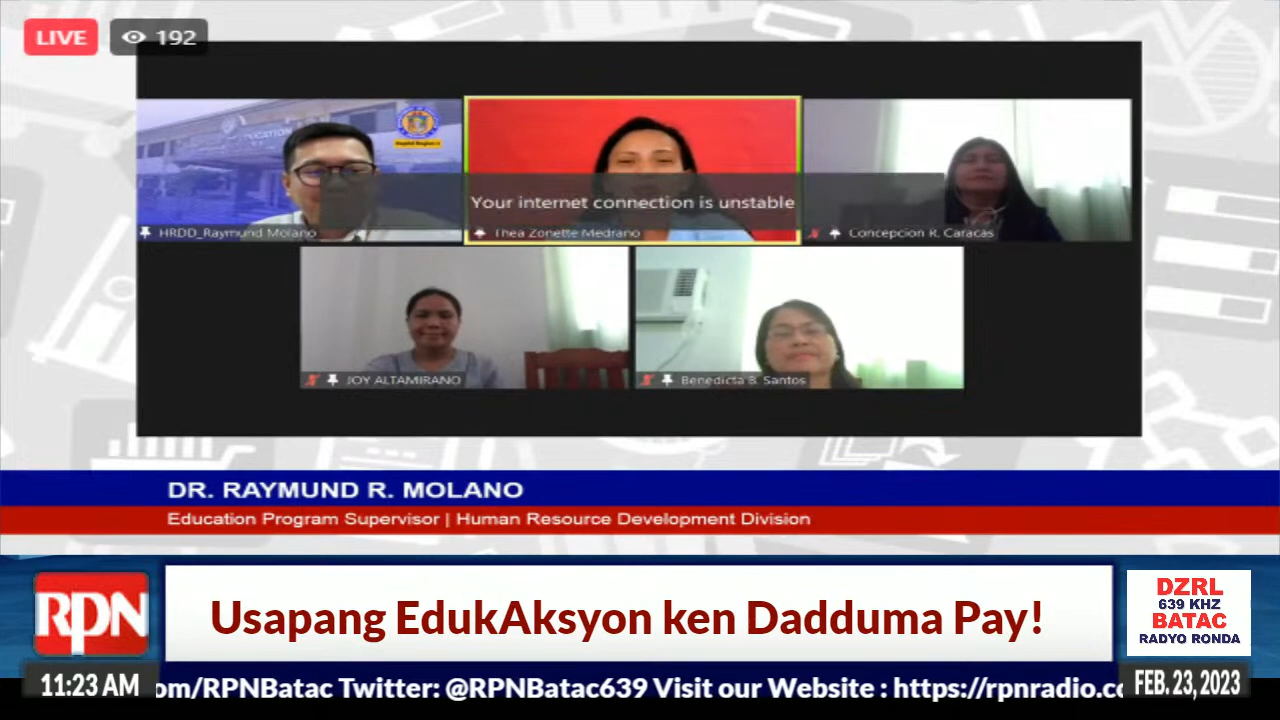 LIVE
192
CATION
Your internet connection is unstable
HRDD_Raymund Molano
Thea Zonette Medrano
Concepcion R. Caracas
JOY ALTAMIRANO
Benedicta B. Santos
DR. RAYMUND R. MOLANO
Education Program Supervisor | Human Resource Development Division
RPN
Usapang EdukAksyon ken Dadduma Pay!
DZRL
639 KHZ
BATAC
RADYO RONDA
11:23 AM
om/RPNBatac Twitter: @RPNBatac639 Visit our Website : https://rpnradio.c
FEB. 23, 2023